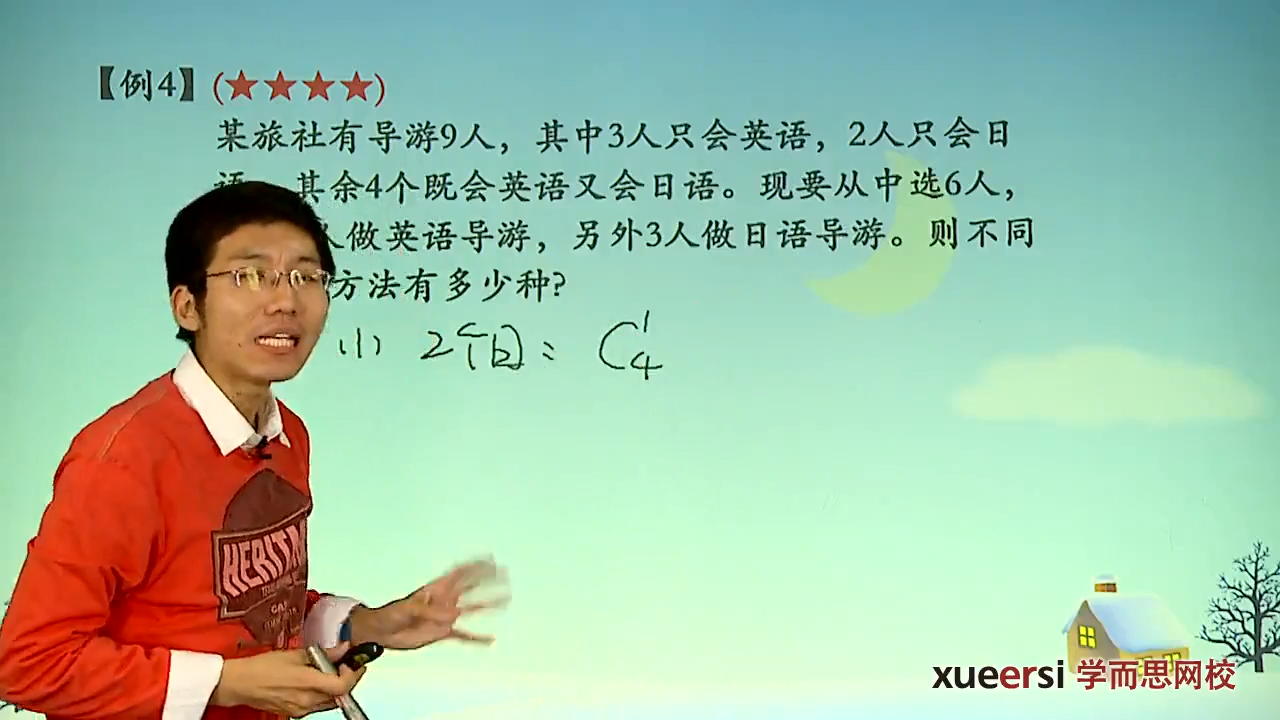 【例4】(★★★★)
某旅社有导游9人，其中3人只会英语，2人只会日
其余4个既会英语又会日语。现要从中选6人，
人做英语导游，另外3人做日语导游。则不同
方法有多少种?
(1) 2个日: C₄¹
HERITA
xueersi 学而思网校